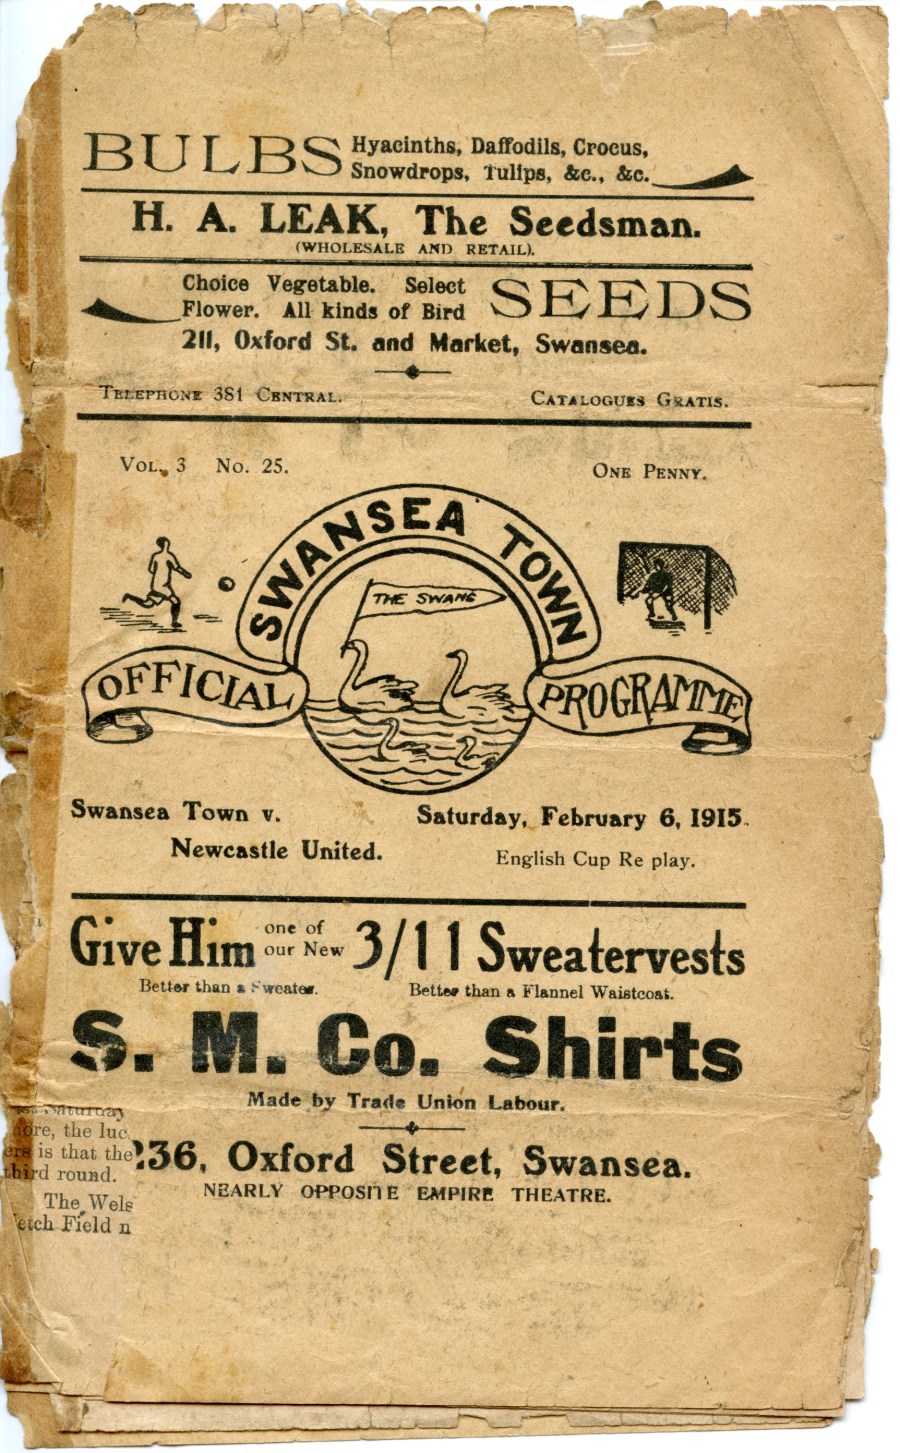 BULBS Hyacinths, Daffodils, Crocus,
Snowdrops, Tulips, &c., &c.
H. A. LEAK, The Seedsman.
(WHOLESALE AND RETAIL).
Choice Vegetable. Select
Flower. All kinds of Bird SEEDS
211, Oxford St. and Market, Swansea.
TELEPHONE 381 CENTRAL. CATALOGUES GRATIS.
VOL. 3 No. 25. ONE PENNY.
SWANSEA TOWN
THE SWANS
OFFICIAL PROGRAMME
Swansea Town v. Saturday, February 6, 1915.
Newcastle United. English Cup Re play.
Give Him one of our New 3/11 Sweatervests
Better than a Sweater. Better than a Flannel Waistcoat.
S. M. Co. Shirts
Made by Trade Union Labour.
236, Oxford Street, Swansea.
NEARLY OPPOSITE EMPIRE THEATRE.
Saturday
ore, the luc
ers is that the
third round.
The Wels
etch Field n